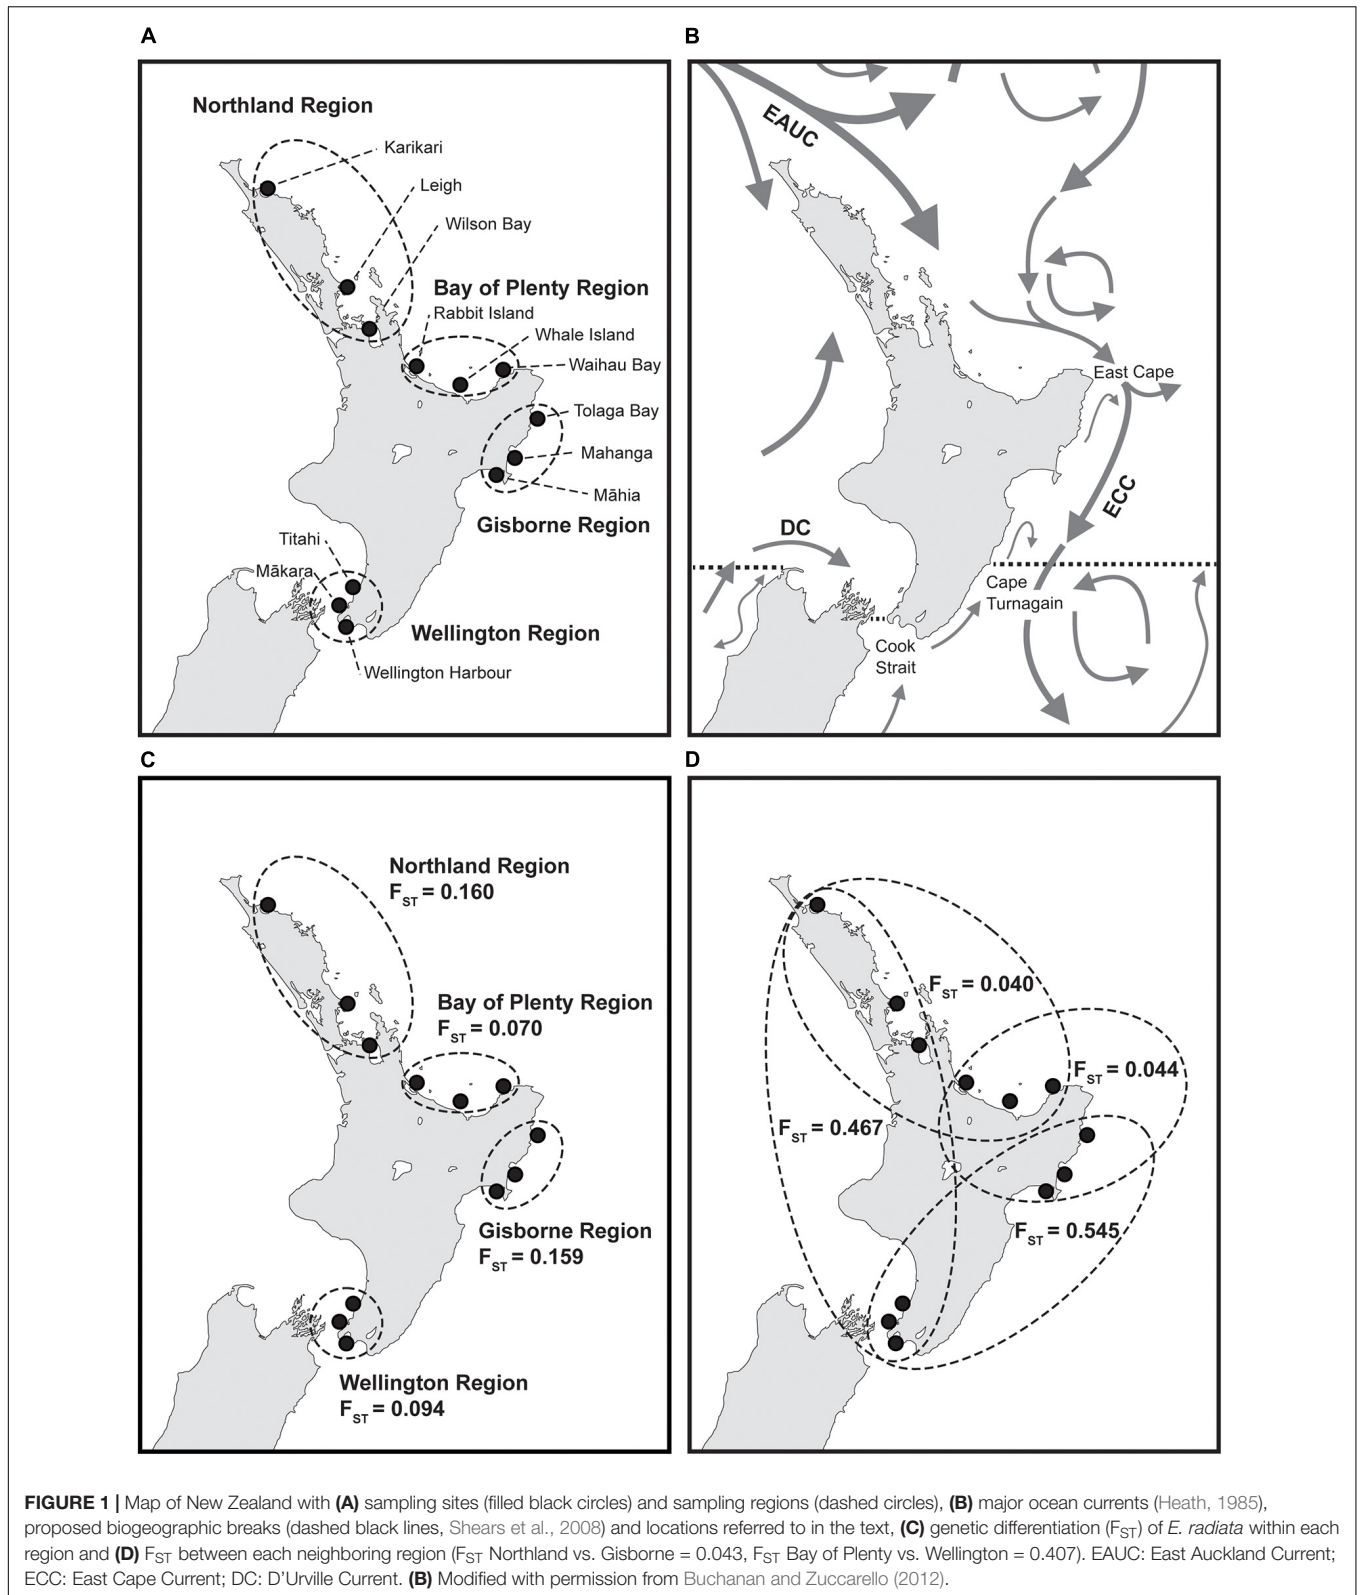 A
Northland Region
Karikari
Leigh
Wilson Bay
Bay of Plenty Region
Rabbit Island
Whale Island
Waihau Bay
Tolaga Bay
Mahanga
Māhia
Gisborne Region
Titahi
Mākara
Wellington Region
Wellington Harbour
B
EAUC
East Cape
ECC
DC
Cape
Turnagain
Cook
Strait
C
Northland Region
FST = 0.160
Bay of Plenty Region
FST = 0.070
Gisborne Region
FST = 0.159
Wellington Region
FST = 0.094
D
FST = 0.040
FST = 0.044
FST = 0.467
FST = 0.545
FIGURE 1 | Map of New Zealand with (A) sampling sites (filled black circles) and sampling regions (dashed circles), (B) major ocean currents (Heath, 1985),
proposed biogeographic breaks (dashed black lines, Shears et al., 2008) and locations referred to in the text, (C) genetic differentiation (FST) of E. radiata within each
region and (D) FST between each neighboring region (FST Northland vs. Gisborne = 0.043, FST Bay of Plenty vs. Wellington = 0.407). EAUC: East Auckland Current;
ECC: East Cape Current; DC: D'Urville Current. (B) Modified with permission from Buchanan and Zuccarello (2012).